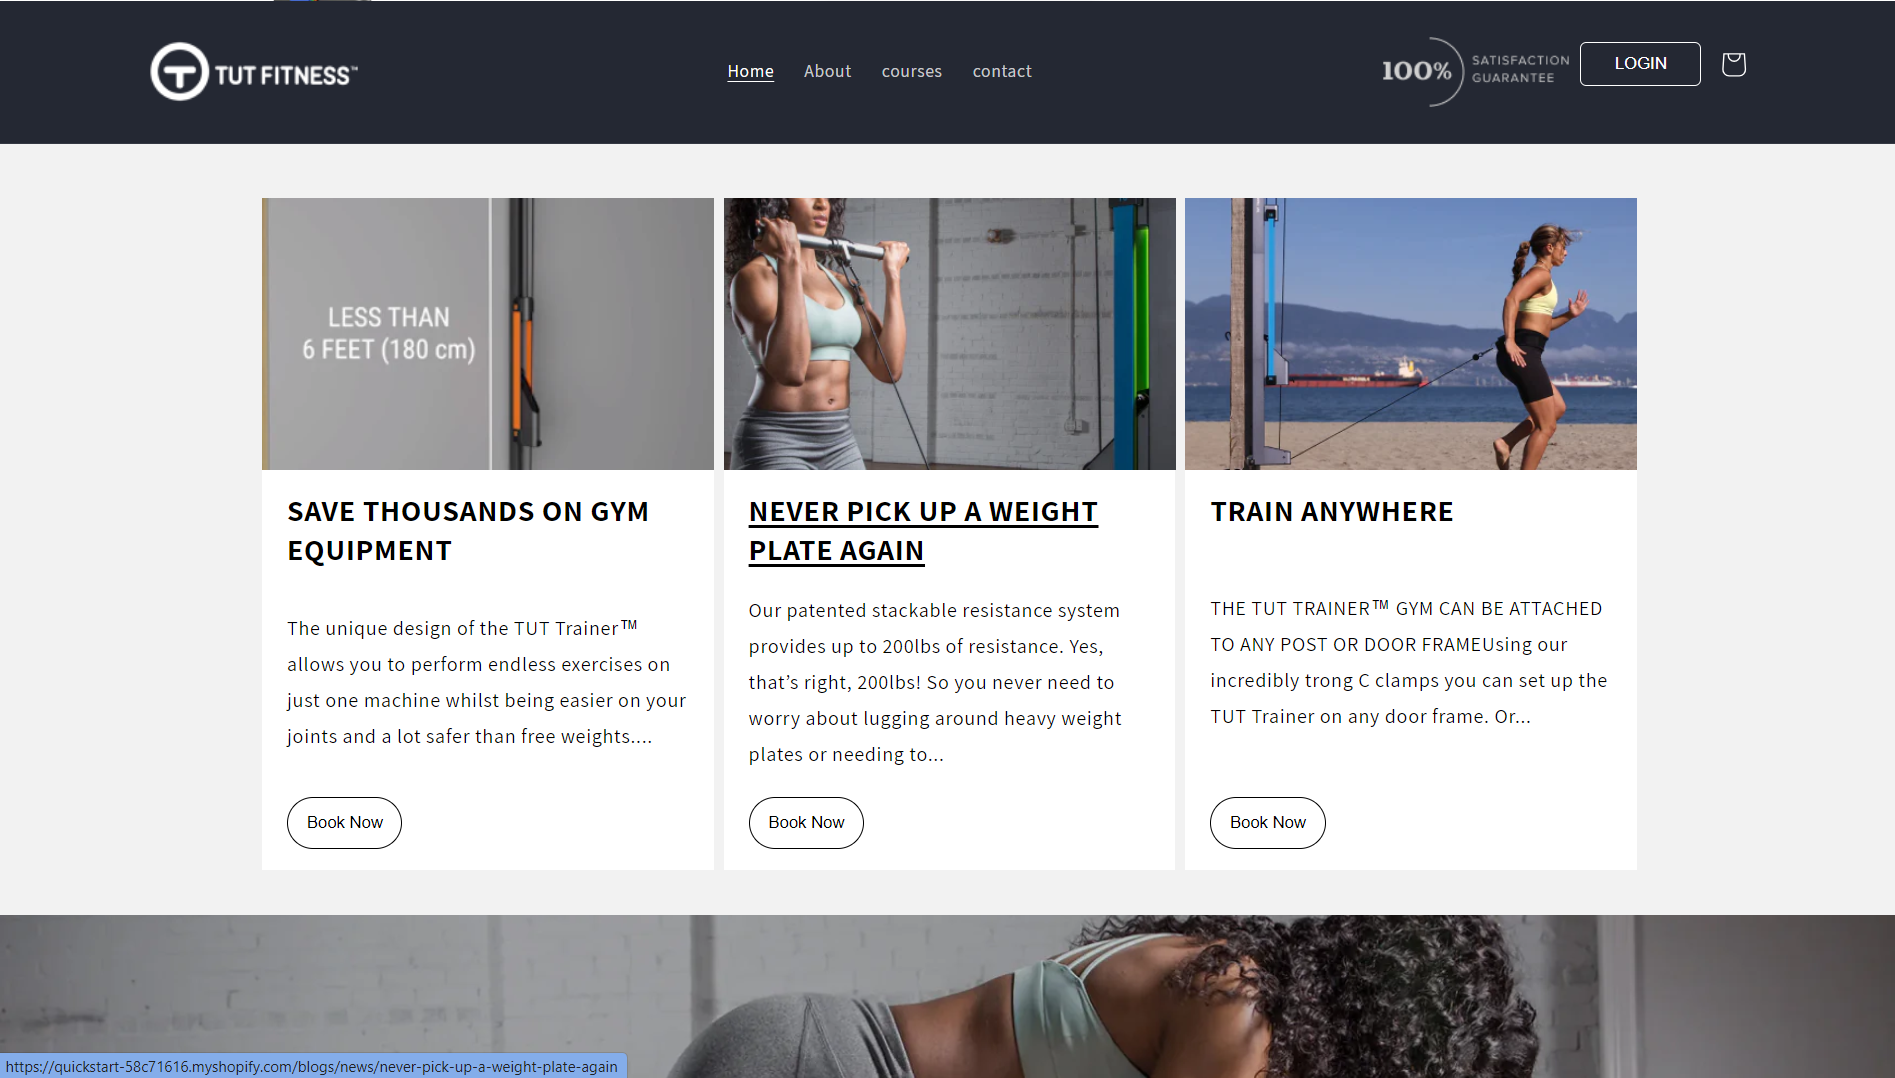 TUT FITNESS™
Home
About
courses
contact
100%
SATISFACTION
GUARANTEE
LOGIN
LESS THAN
6 FEET (180 cm)
SAVE THOUSANDS ON GYM
EQUIPMENT
The unique design of the TUT Trainer™
allows you to perform endless exercises on
just one machine whilst being easier on your
joints and a lot safer than free weights....
Book Now
NEVER PICK UP A WEIGHT
PLATE AGAIN
Our patented stackable resistance system
provides up to 200lbs of resistance. Yes,
that’s right, 200lbs! So you never need to
worry about lugging around heavy weight
plates or needing to...
Book Now
TRAIN ANYWHERE
THE TUT TRAINER™ GYM CAN BE ATTACHED
TO ANY POST OR DOOR FRAMEUsing our
incredibly trong C clamps you can set up the
TUT Trainer on any door frame. Or...
Book Now
https://quickstart-58c71616.myshopify.com/blogs/news/never-pick-up-a-weight-plate-again